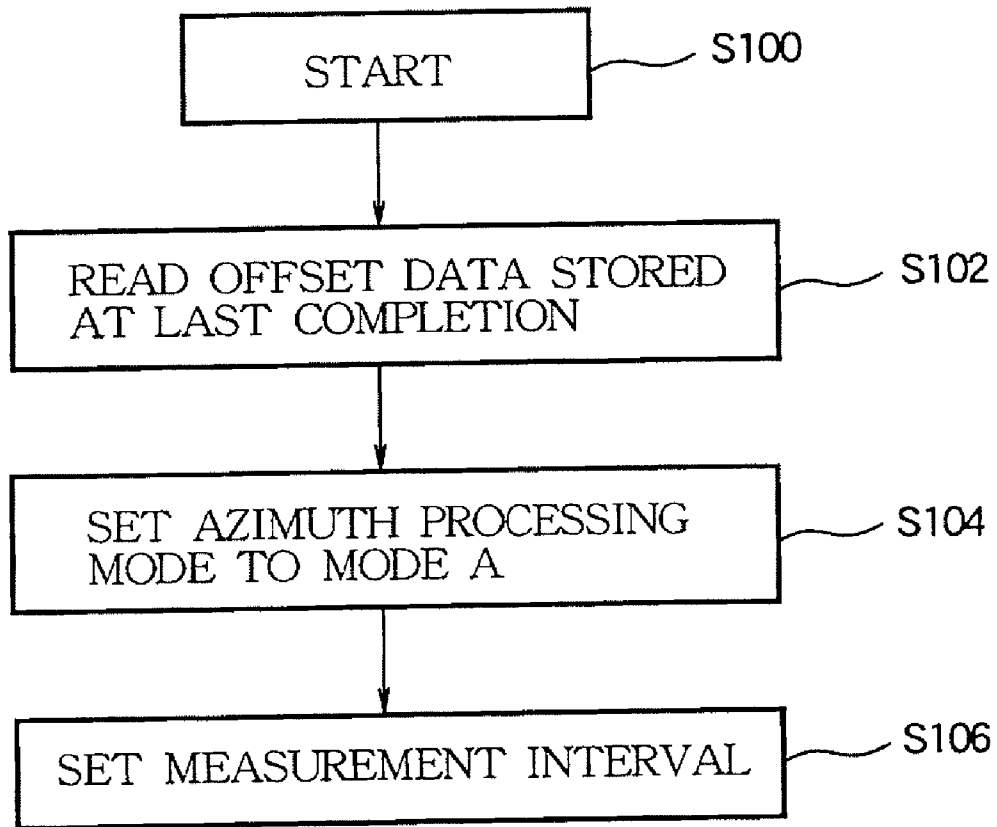 START
S100
READ OFFSET DATA STORED
AT LAST COMPLETION
S102
SET AZIMUTH PROCESSING
MODE TO MODE A
S104
SET MEASUREMENT INTERVAL
S106